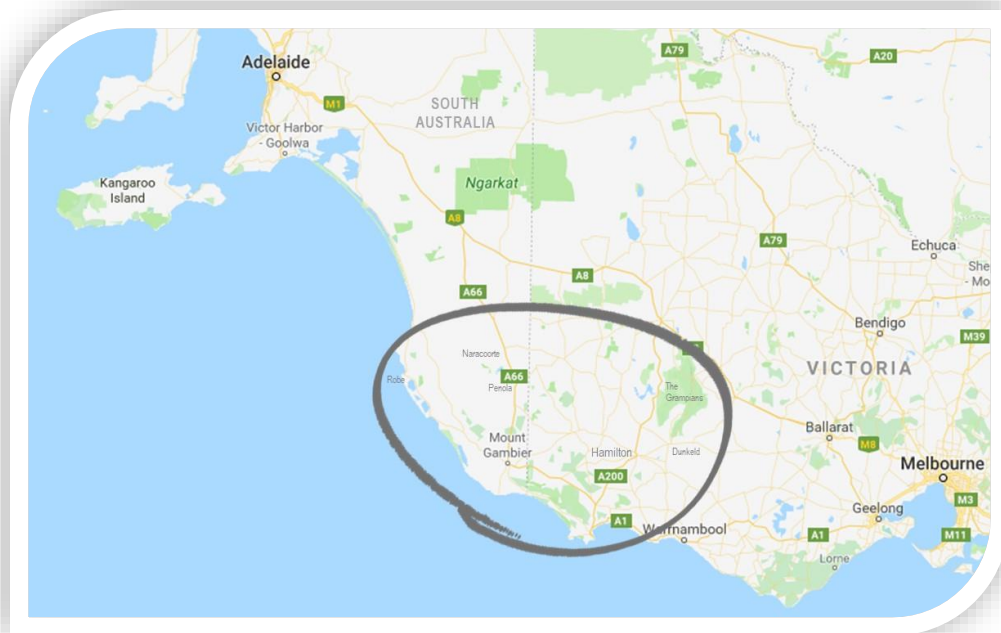 A79
A20
Adelaide
M1
SOUTH
AUSTRALIA
Victor Harbor
- Goolwa
Kangaroo
Island
Ngarkat
A8
A79
Echuca
She
- Mo
A8
A66
Bendigo
M39
Naracoorte
VICTORIA
Robe
A66
Penola
The
Grampians
Ballarat
M8
Mount
Gambier
Hamilton
Dunkeld
Melbourne
A200
M3
Geelong
A1
Warrnambool
A1
M11
Lorne